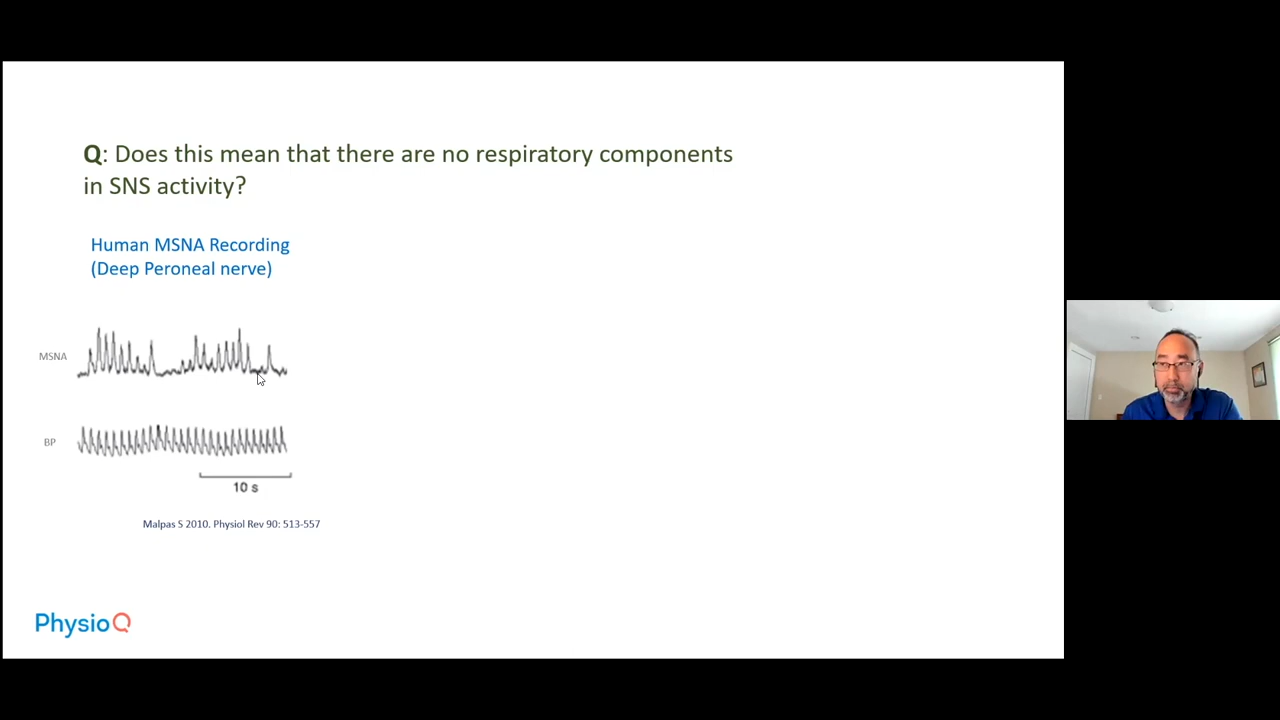 Q: Does this mean that there are no respiratory components
in SNS activity?
Human MSNA Recording
(Deep Peroneal nerve)
MSNA
BP
10 s
Malpas S 2010. Physiol Rev 90: 513-557
PhysioQ